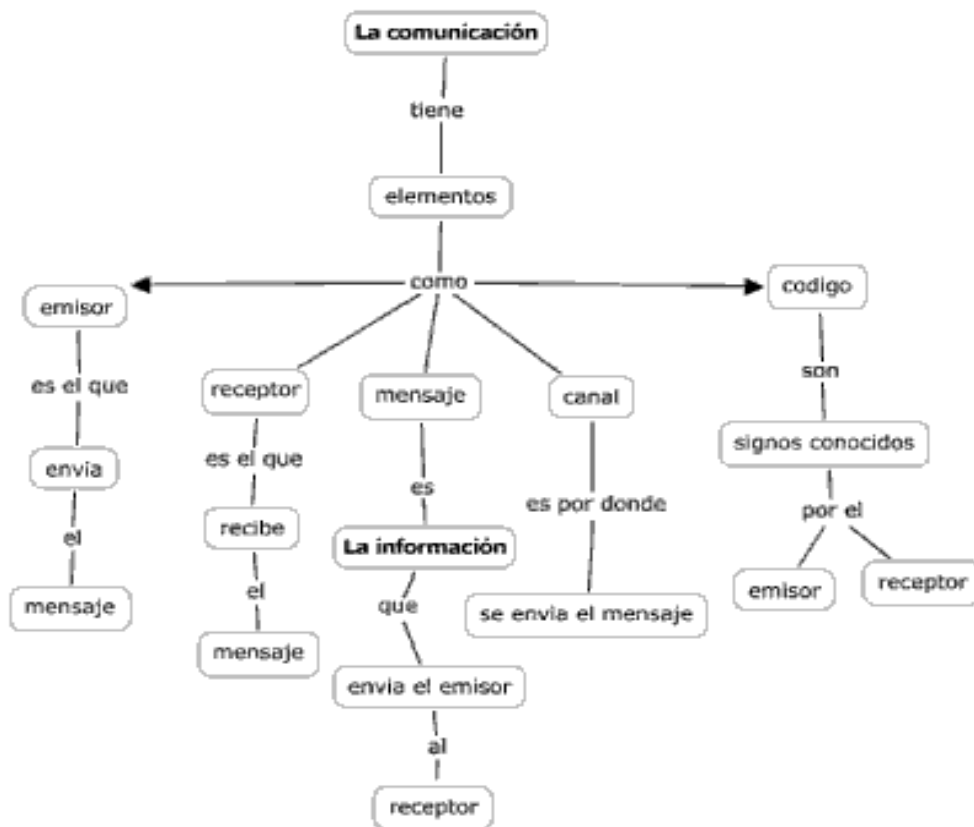 La comunicación
tiene
elementos
como
emisor
es el que
envía
el
mensaje
receptor
es el que
recibe
el
mensaje
mensaje
es
La información
que
envia el emisor
al
receptor
canal
es por donde
se envia el mensaje
codigo
son
signos conocidos
por el
emisor
receptor